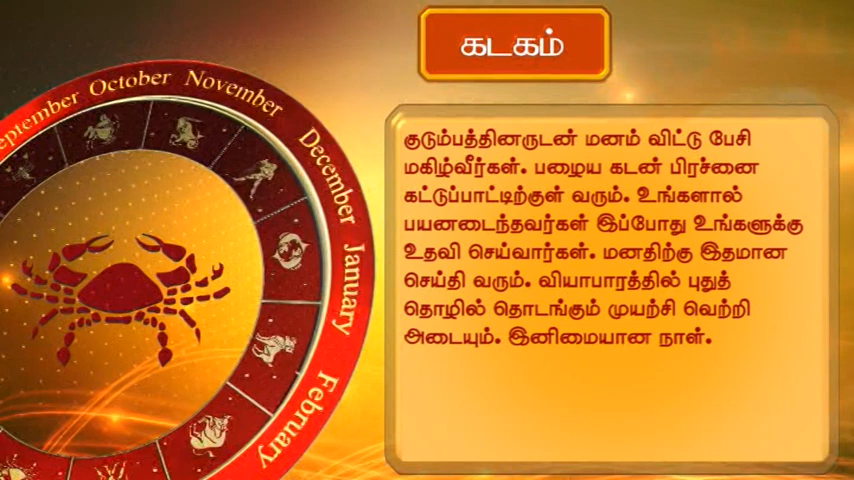 கடகம்
eptember October November December January February
குடும்பத்தினருடன் மனம் விட்டு பேசி
மகிழ்வீர்கள். பழைய கடன் பிரச்னை
கட்டுப்பாட்டிற்குள் வரும். உங்களால்
பயனடைந்தவர்கள் இப்போது உங்களுக்கு
உதவி செய்வார்கள். மனதிற்கு இதமான
செய்தி வரும். வியாபாரத்தில் புதுத்
தொழில் தொடங்கும் முயற்சி வெற்றி
அடையும். இனிமையான நாள்.